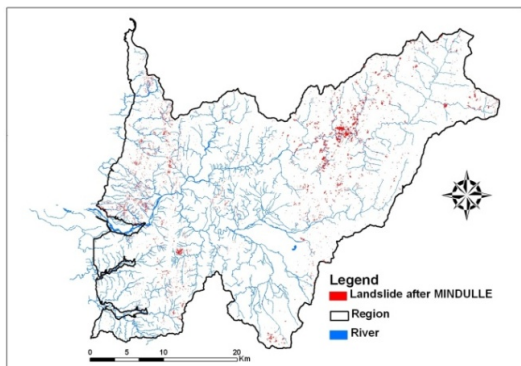 Legend
Landslide after MINDULLE
Region
River
0 5 10 20
Km